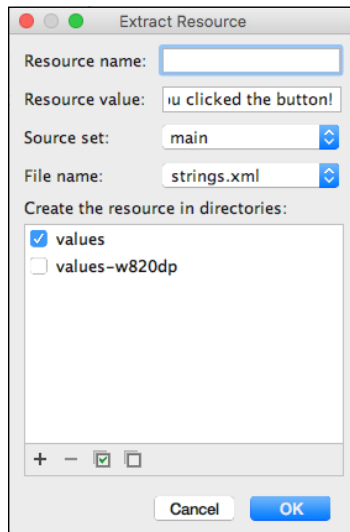 Extract Resource
Resource name:
Resource value: ou clicked the button!
Source set: main
File name: strings.xml
Create the resource in directories:
values
values-w820dp
Cancel OK